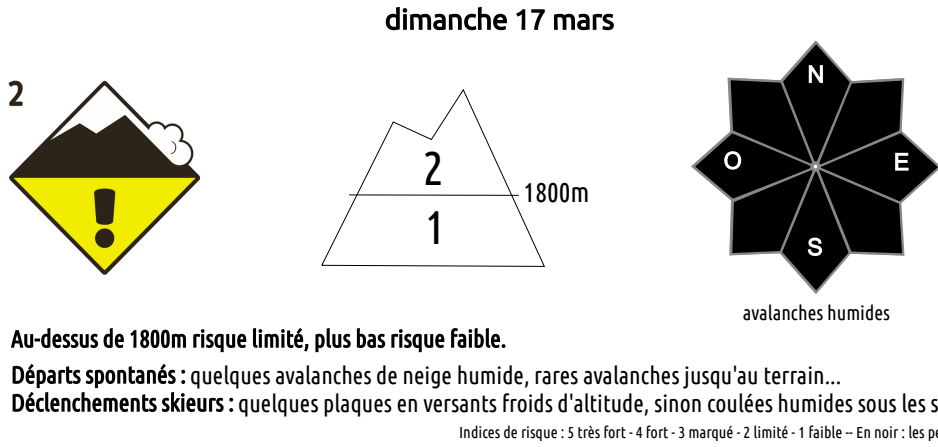 dimanche 17 mars
2
N
2
O
E
1800m
1
S
avalanches humides
Au-dessus de 1800m risque limité, plus bas risque faible.
Départs spontanés : quelques avalanches de neige humide, rares avalanches jusqu'au terrain...
Déclenchements skieurs : quelques plaques en versants froids d'altitude, sinon coulées humides sous les
Indices de risque : 5 très fort - 4 fort - 3 marqué - 2 limité - 1 faible -- En noir : les